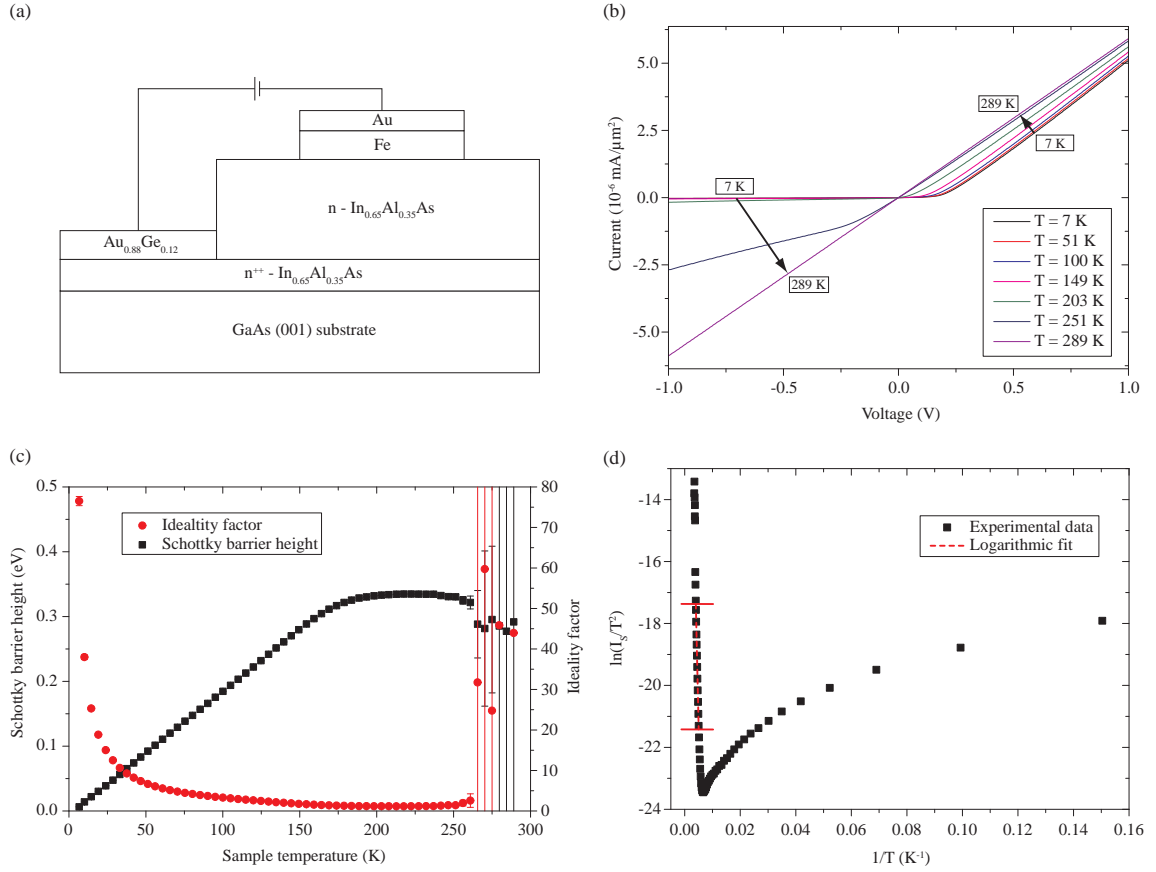 (a)
Au
Fe
n - In0.65Al0.35As
Au0.88Ge0.12
n++ - In0.65Al0.35As
GaAs (001) substrate
(b)
5.0
2.5
0.0
-2.5
-5.0
Current (10-6 mA/µm2)
289 K
7 K
7 K
289 K
T = 7 K
T = 51 K
T = 100 K
T = 149 K
T = 203 K
T = 251 K
T = 289 K
-1.0 -0.5 0.0 0.5 1.0
Voltage (V)
(c)
0.5
0.4
0.3
0.2
0.1
0.0
Schottky barrier height (eV)
Idealtity factor
Schottky barrier height
80
70
60
50
40
30
20
10
0
Ideality factor
0 50 100 150 200 250 300
Sample temperature (K)
(d)
-14
-16
-18
-20
-22
-24
ln(IS/T2)
Experimental data
Logarithmic fit
0.00 0.02 0.04 0.06 0.08 0.10 0.12 0.14 0.16
1/T (K-1)